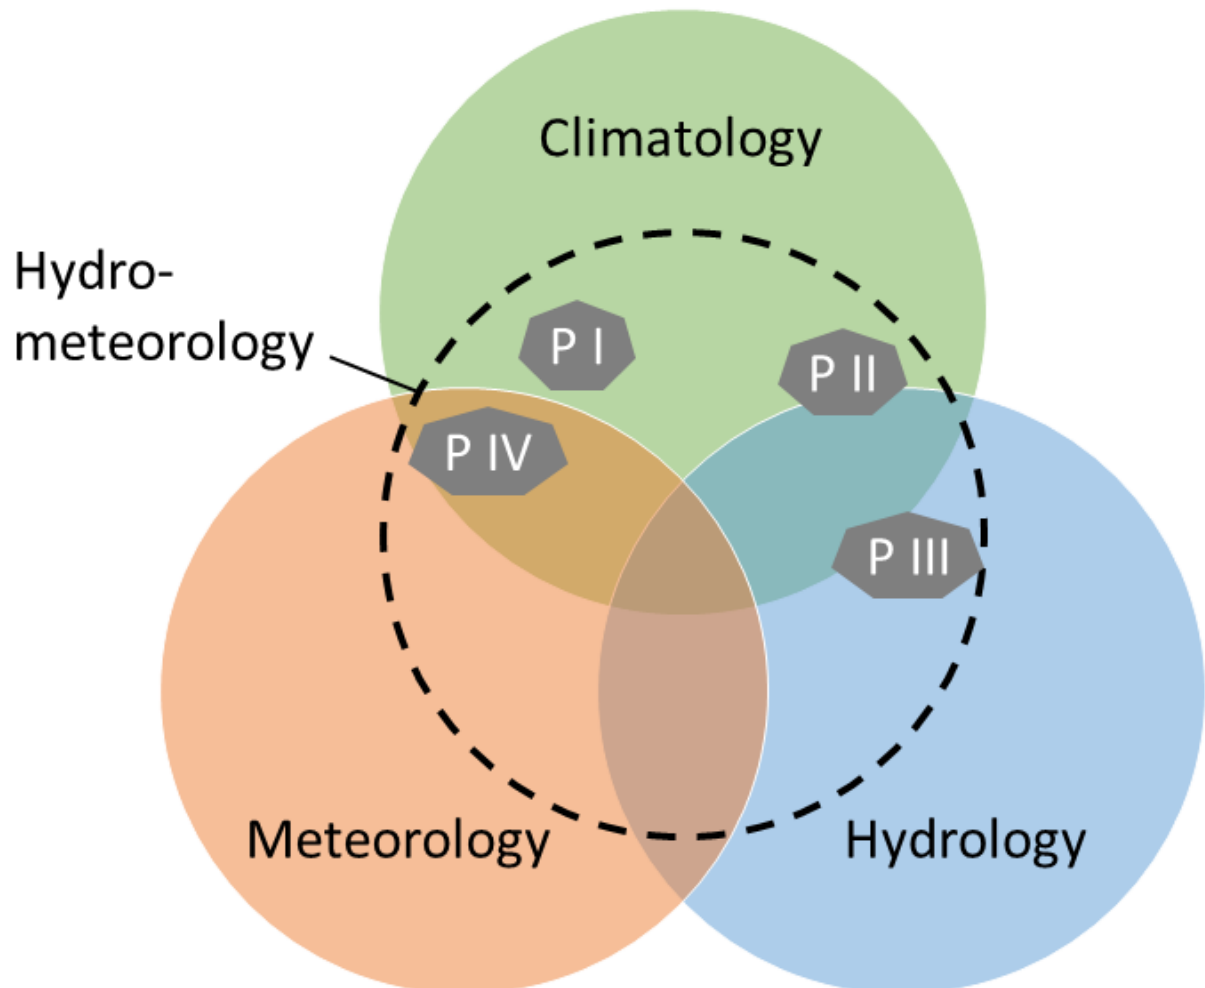 Climatology
Hydro-
meteorology
P I
P II
P IV
P III
Meteorology
Hydrology